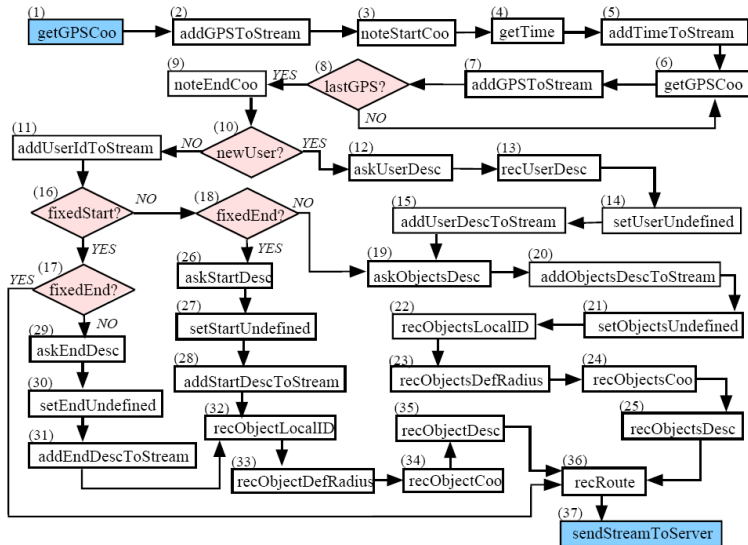 (1) (2) (3) (4) (5)
getGPSCoo addGPSToStream noteStartCoo getTime addTimeToStream
(9) (8) (7) (6)
noteEndCoo YES lastGPS? addGPSToStream getGPSCoo
NO
(11) (10) (12) (13)
addUserIdToStream NO newUser? YES askUserDesc recUserDesc
(16) (18) (15) (14)
fixedStart? NO fixedEnd? NO addUserDescToStream setUserUndefined
YES YES
(17) (26) (19) (20)
YES fixedEnd? askStartDesc askObjectsDesc addObjectsDescToStream
NO
(29) (27) (22) (21)
askEndDesc setStartUndefined recObjectsLocalID setObjectsUndefined
(30) (28) (23) (24)
setEndUndefined addStartDescToStream recObjectsDefRadius recObjectsCoo
(31) (32) (35) (25)
addEndDescToStream recObjectLocalID recObjectDesc recObjectsDesc
(33) (34) (36)
recObjectDefRadius recObjectCoo recRoute
(37)
sendStreamToServer